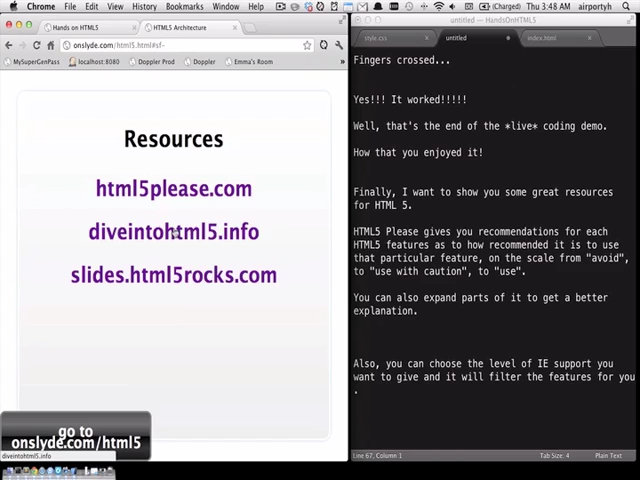 Chrome File Edit View History Bookmarks Window Help
(Charged) Thu 3:48 AM airportyh
Hands on HTML5
HTML5 Architecture
onslyde.com/html5.html#sf-
MySuperGenPass localhost:8080 Doppler Prod Doppler Emma's Room
Resources
html5please.com
diveintohtml5.info
slides.html5rocks.com
go to
onslyde.com/html5
diveintohtml5.info
untitled — HandsOnHTML5
style.css untitled index.html
Fingers crossed...
Yes!!! It worked!!!!!
Well, that's the end of the *live* coding demo.
How that you enjoyed it!
Finally, I want to show you some great resources
for HTML 5.
HTML5 Please gives you recommendations for each
HTML5 features as to how recommended it is to use
that particular feature, on the scale from "avoid",
to "use with caution", to "use".
You can also expand parts of it to get a better
explanation.
Also, you can choose the level of IE support you
want to give and it will filter the features for you
.
Line 67, Column 1
Tab Size: 4
Plain Text